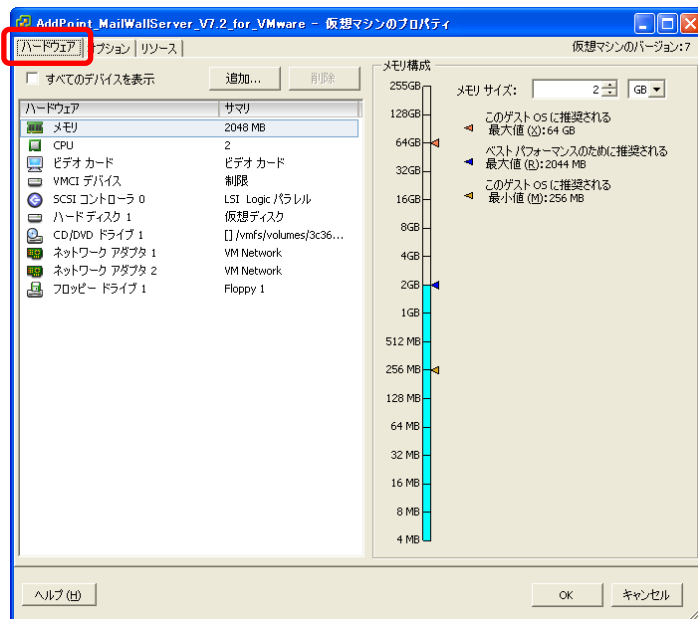 AddPoint_MailWallServer_V7.2_for_VMware - 仮想マシンのプロパティ
ハードウェア オプション リソース 仮想マシンのバージョン:7
すべてのデバイスを表示 追加... 削除
ハードウェア サマリ
メモリ 2048 MB
CPU 2
ビデオ カード ビデオ カード
VMCI デバイス 制限
SCSI コントローラ 0 LSI Logic パラレル
ハード ディスク 1 仮想ディスク
CD/DVD ドライブ 1 [] /vmfs/volumes/3c36...
ネットワーク アダプタ 1 VM Network
ネットワーク アダプタ 2 VM Network
フロッピー ドライブ 1 Floppy 1
メモリ構成
255GB
128GB
64GB
32GB
16GB
8GB
4GB
2GB
1GB
512 MB
256 MB
128 MB
64 MB
32 MB
16 MB
8 MB
4 MB
メモリ サイズ: 2 GB
このゲスト OS に推奨される
最大値 (X):64 GB
ベスト パフォーマンスのために推奨される
最大値 (R):2044 MB
このゲスト OS に推奨される
最小値 (M):256 MB
ヘルプ (H) OK キャンセル